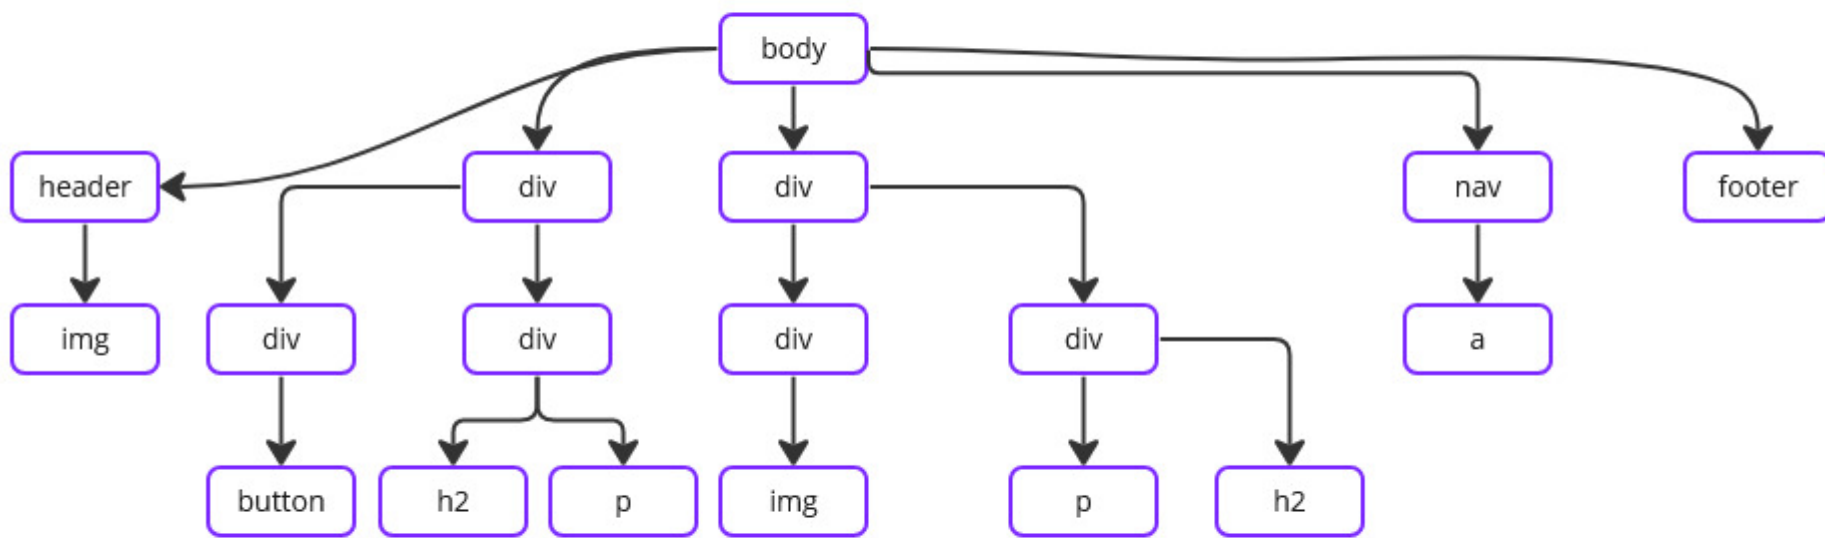 body
header
div
div
nav
footer
img
div
div
div
div
a
button
h2
p
img
p
h2